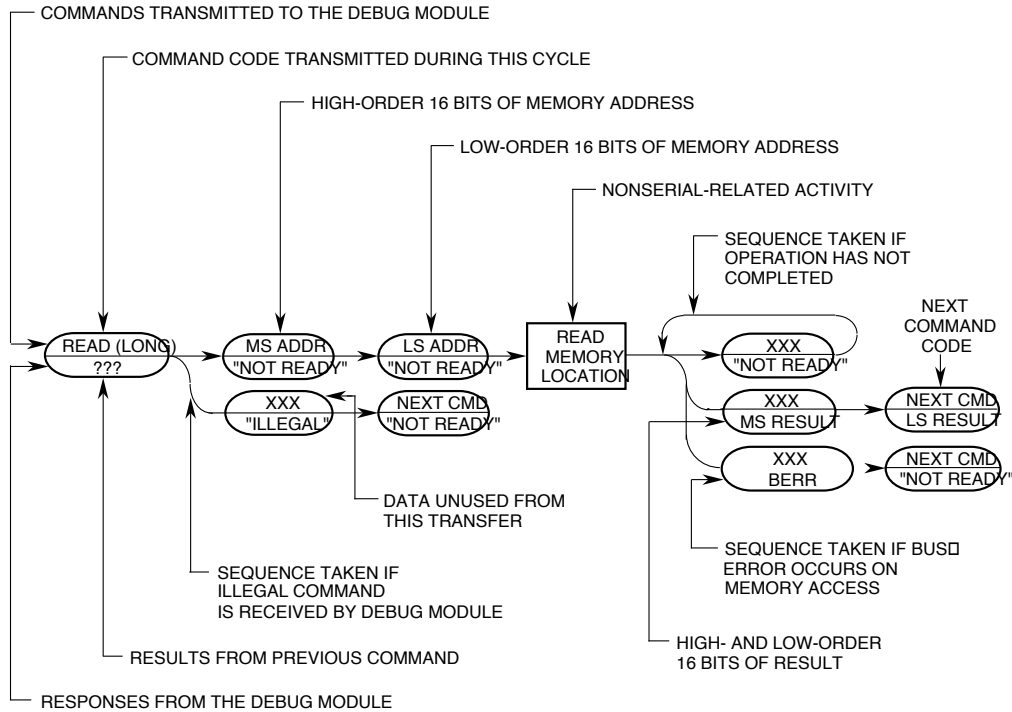 COMMANDS TRANSMITTED TO THE DEBUG MODULE
COMMAND CODE TRANSMITTED DURING THIS CYCLE
HIGH-ORDER 16 BITS OF MEMORY ADDRESS
LOW-ORDER 16 BITS OF MEMORY ADDRESS
NONSERIAL-RELATED ACTIVITY
SEQUENCE TAKEN IF
OPERATION HAS NOT
COMPLETED
NEXT
COMMAND
CODE
READ (LONG)
???
MS ADDR
"NOT READY"
LS ADDR
"NOT READY"
READ
MEMORY
LOCATION
XXX
"NOT READY"
XXX
"ILLEGAL"
NEXT CMD
"NOT READY"
XXX
MS RESULT
NEXT CMD
LS RESULT
XXX
BERR
NEXT CMD
"NOT READY"
DATA UNUSED FROM
THIS TRANSFER
SEQUENCE TAKEN IF
ILLEGAL COMMAND
IS RECEIVED BY DEBUG MODULE
SEQUENCE TAKEN IF BUS□
ERROR OCCURS ON
MEMORY ACCESS
HIGH- AND LOW-ORDER
16 BITS OF RESULT
RESULTS FROM PREVIOUS COMMAND
RESPONSES FROM THE DEBUG MODULE